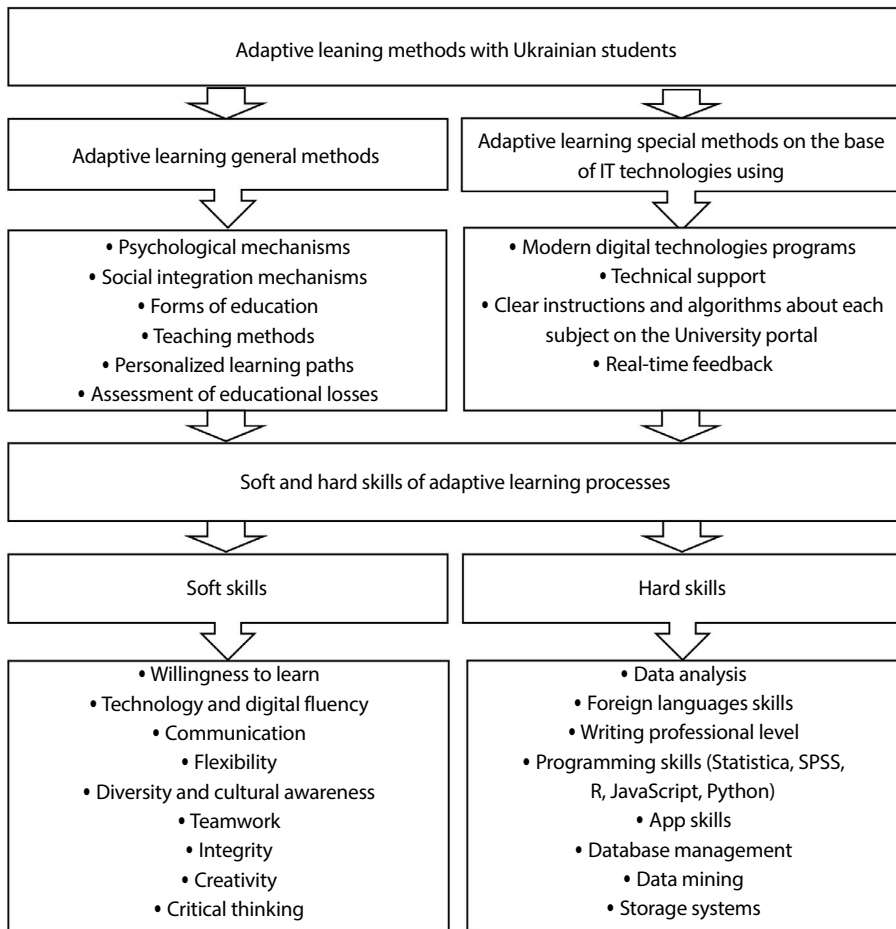 Adaptive leaning methods with Ukrainian students
Adaptive learning general methods
Adaptive learning special methods on the base
of IT technologies using
• Psychological mechanisms
• Social integration mechanisms
• Forms of education
• Teaching methods
• Personalized learning paths
• Assessment of educational losses
• Modern digital technologies programs
• Technical support
• Clear instructions and algorithms about each
subject on the University portal
• Real-time feedback
Soft and hard skills of adaptive learning processes
Soft skills
Hard skills
• Willingness to learn
• Technology and digital fluency
• Communication
• Flexibility
• Diversity and cultural awareness
• Teamwork
• Integrity
• Creativity
• Critical thinking
• Data analysis
• Foreign languages skills
• Writing professional level
• Programming skills (Statistica, SPSS,
R, JavaScript, Python)
• App skills
• Database management
• Data mining
• Storage systems